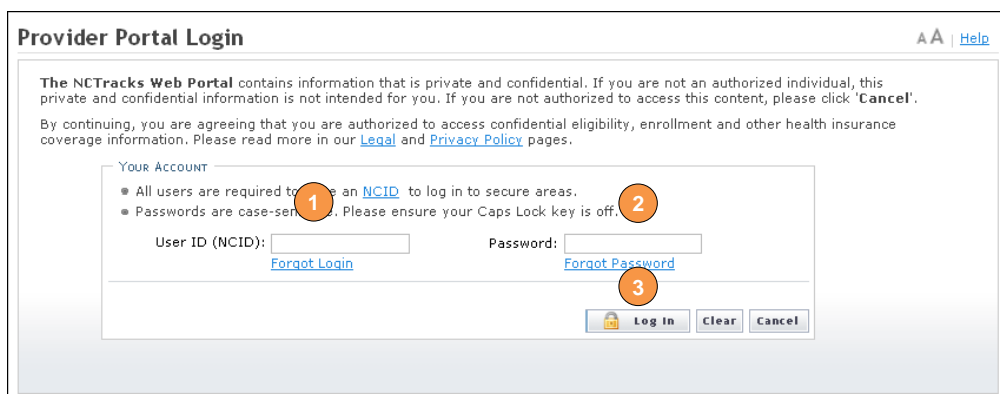 Provider Portal Login
A A | Help
The NCTracks Web Portal contains information that is private and confidential. If you are not an authorized individual, this
private and confidential information is not intended for you. If you are not authorized to access this content, please click 'Cancel'.
By continuing, you are agreeing that you are authorized to access confidential eligibility, enrollment and other health insurance
coverage information. Please read more in our Legal and Privacy Policy pages.
Your Account
All users are required to e an NCID to log in to secure areas.
1
2
Passwords are case-sen e. Please ensure your Caps Lock key is off.
User ID (NCID):
Password:
Forgot Login
Forgot Password
3
Log In
Clear
Cancel